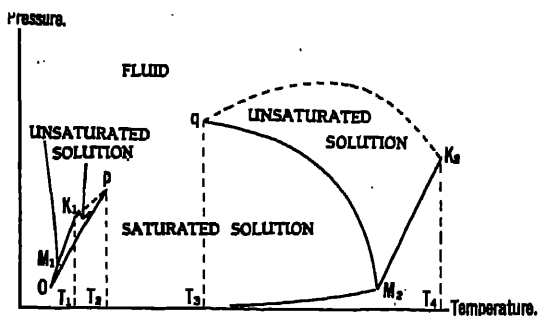 Pressure.
FLUID
UNSATURATED
SOLUTION
q
UNSATURATED
SOLUTION
K₂
P
K₁
SATURATED SOLUTION
M₁
O
M₂
T₁ T₂ T₃ T₄ Temperature.